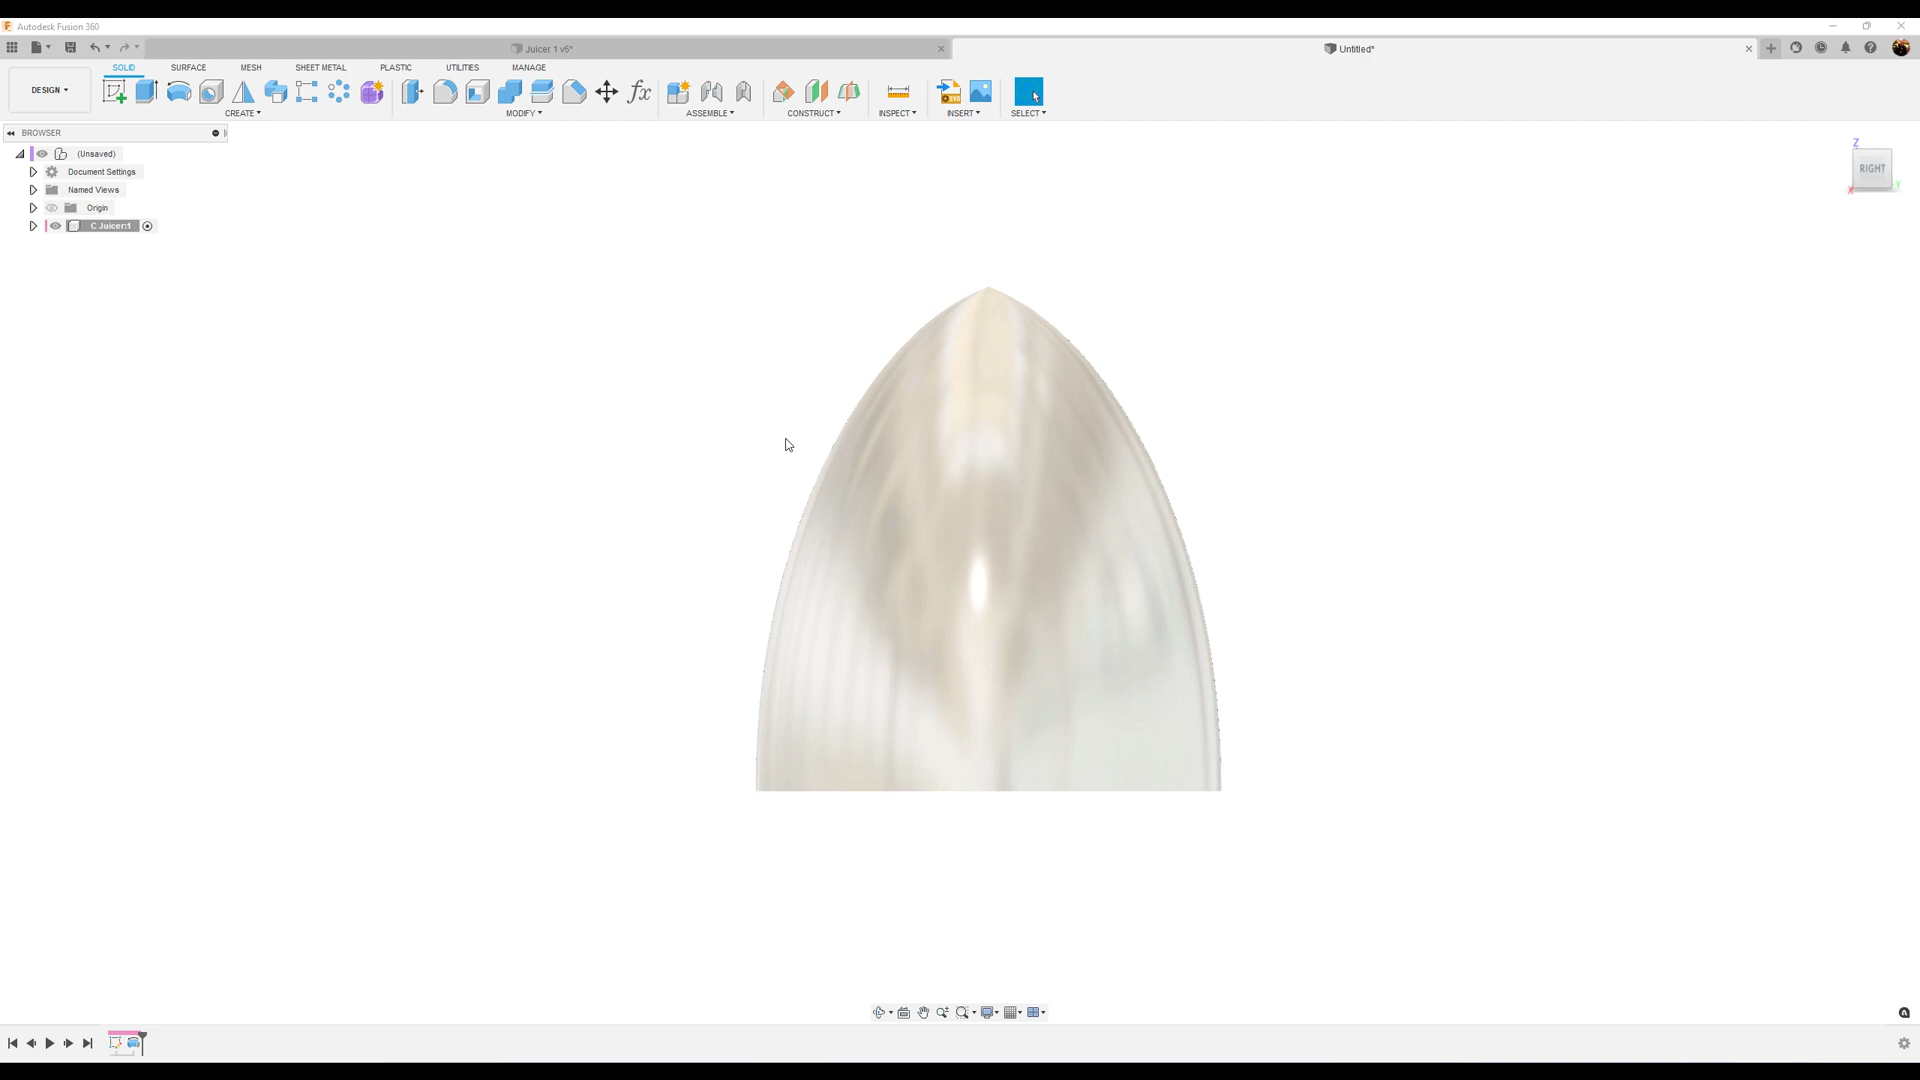 Autodesk Fusion 360
Juicer 1 v6*
Untitled*
SOLID SURFACE MESH SHEET METAL PLASTIC UTILITIES MANAGE
DESIGN
CREATE MODIFY ASSEMBLE CONSTRUCT INSPECT INSERT SELECT
BROWSER
(Unsaved)
Document Settings
Named Views
Origin
C Juicer:1
Z
RIGHT
X
Y